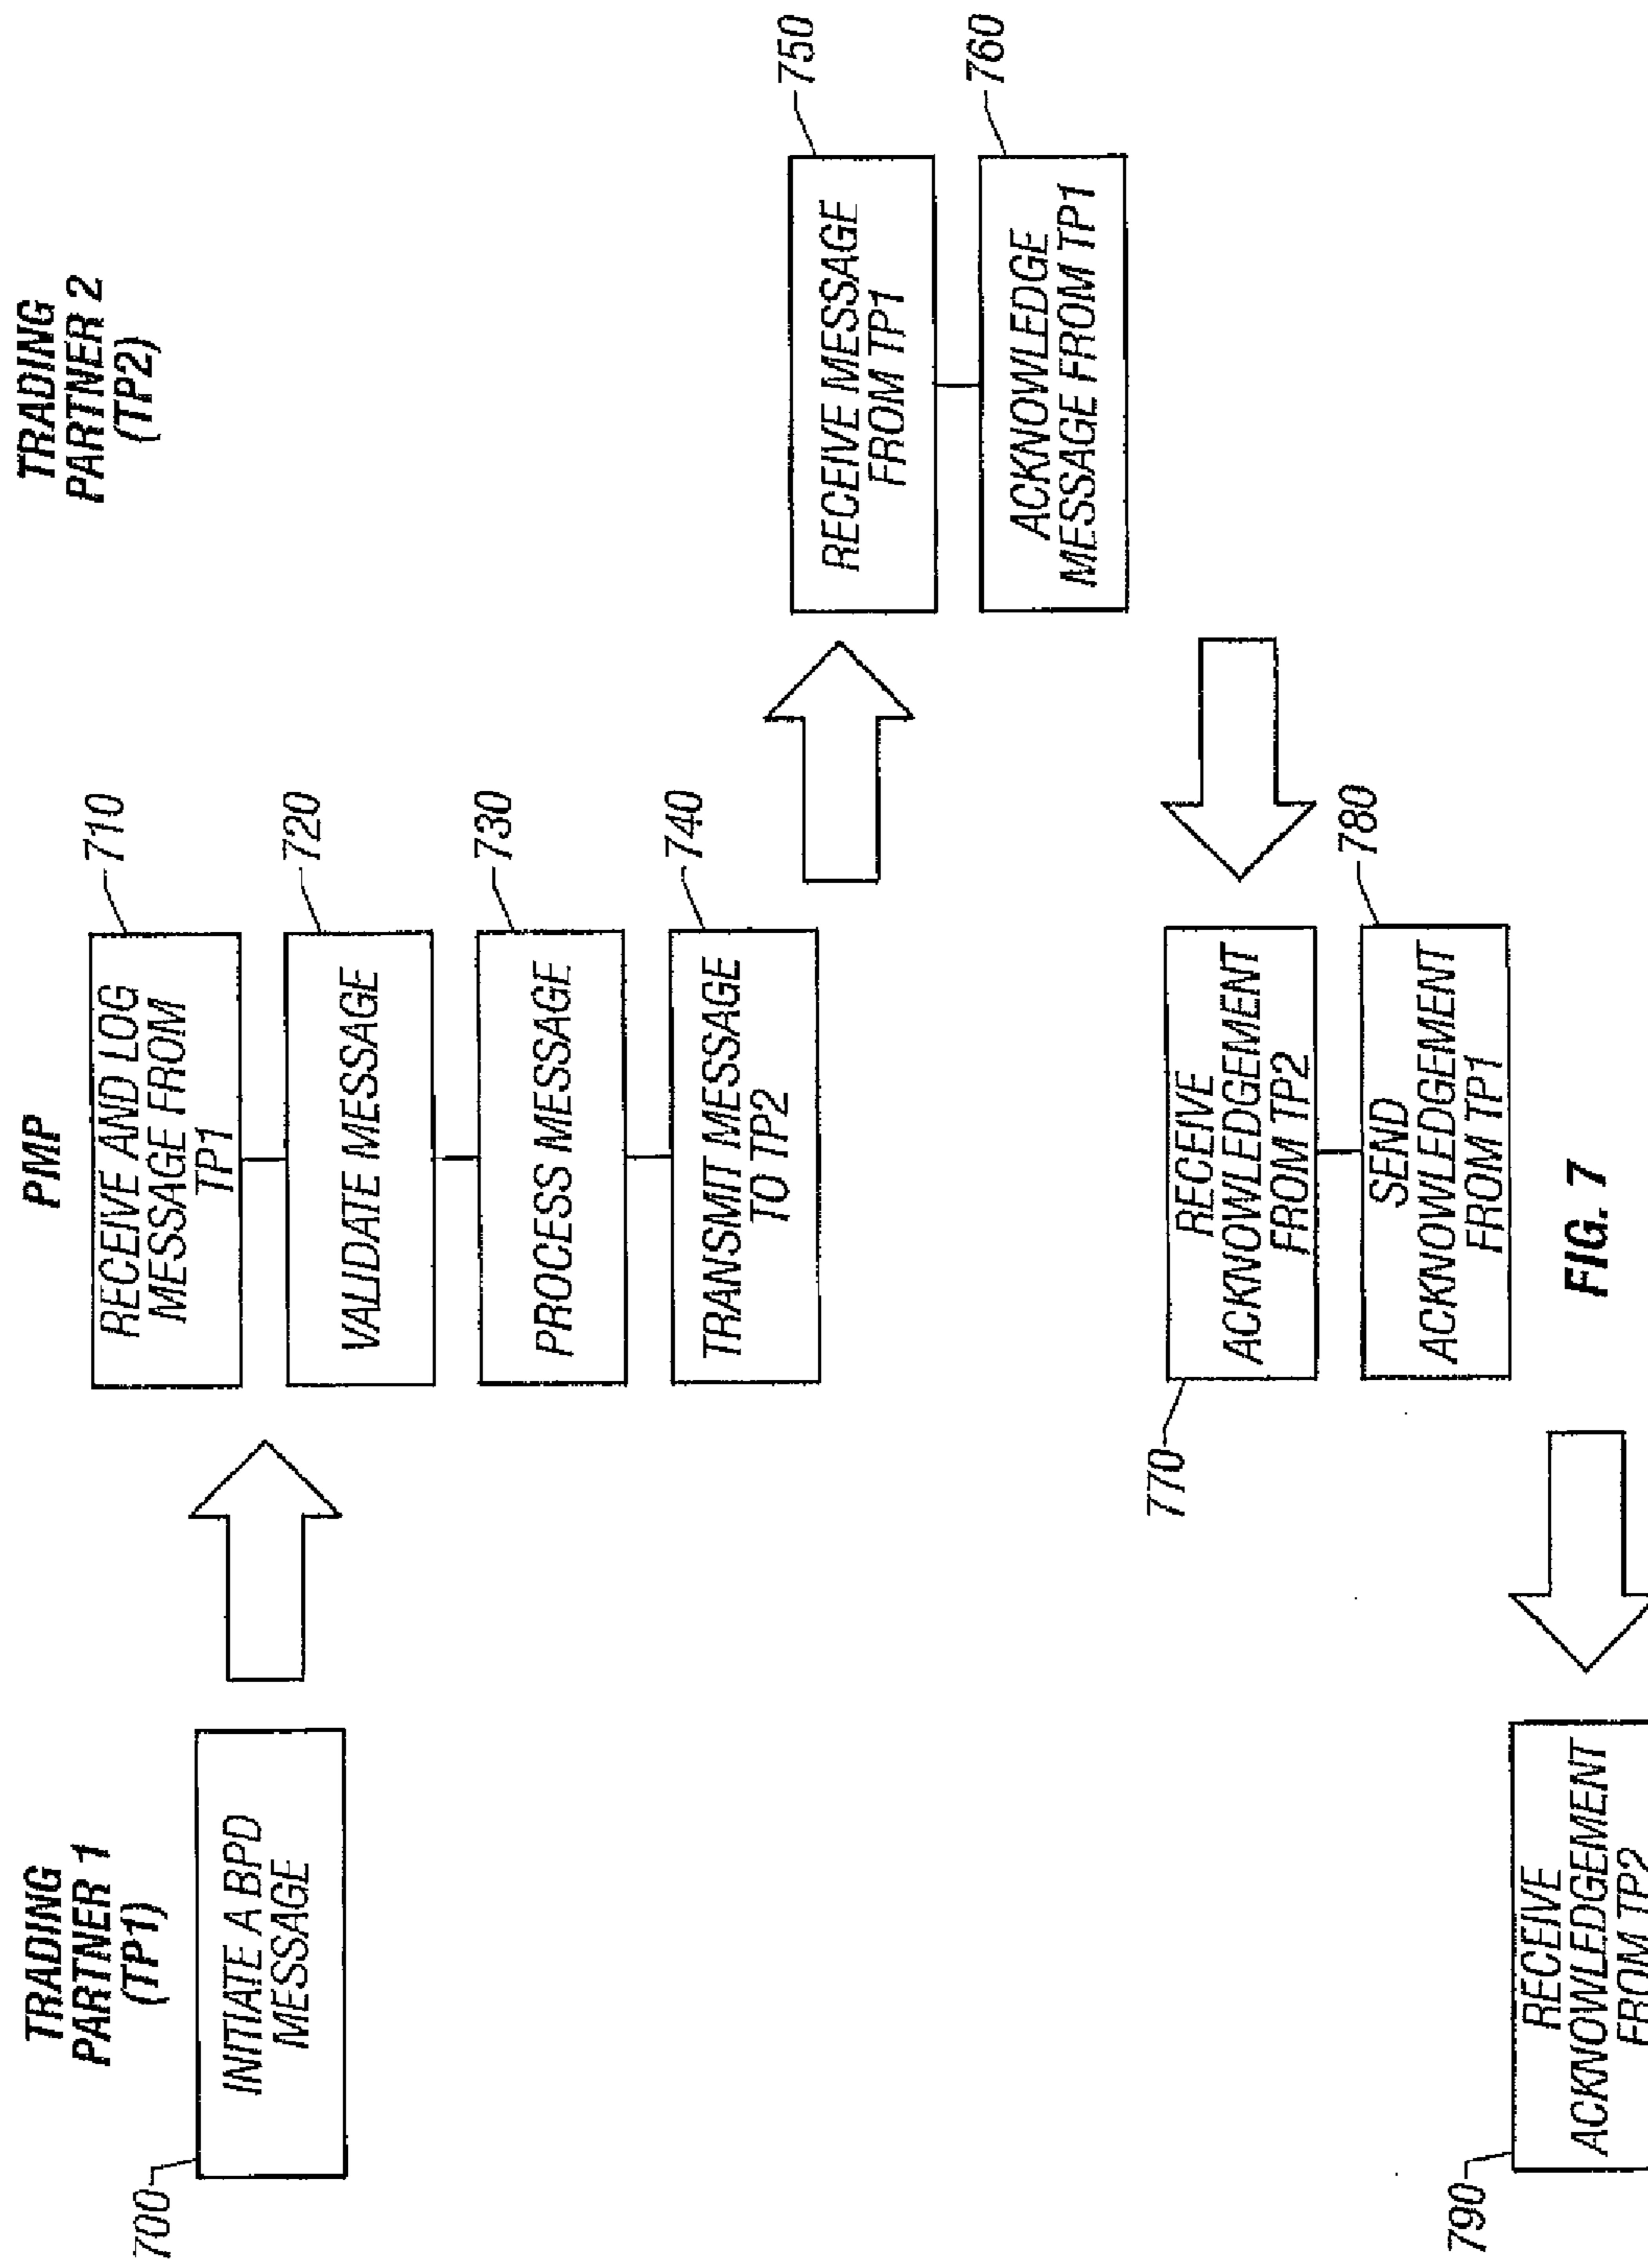 TRADING
PARTNER 1
(TP1)
PMP
TRADING
PARTNER 2
(TP2)
700
INITIATE A BPD
MESSAGE
710
RECEIVE AND LOG
MESSAGE FROM
TP1
720
VALIDATE MESSAGE
730
PROCESS MESSAGE
740
TRANSMIT MESSAGE
TO TP2
750
RECEIVE MESSAGE
FROM TP1
760
ACKNOWLEDGE
MESSAGE FROM TP1
770
RECEIVE
ACKNOWLEDGEMENT
FROM TP2
780
SEND
ACKNOWLEDGEMENT
FROM TP1
790
RECEIVE
ACKNOWLEDGEMENT
FROM TP2
FIG. 7